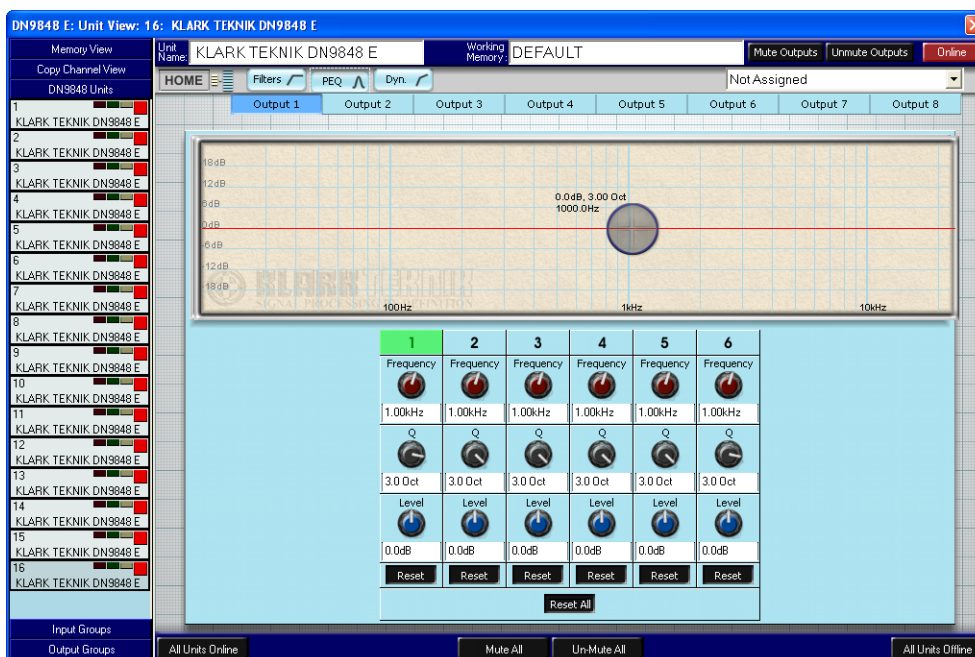 DN9848 E: Unit View: 16: KLARK TEKNIK DN9848 E
Memory View
Copy Channel View
DN9848 Units
Unit Name: KLARK TEKNIK DN9848 E
Working Memory: DEFAULT
Mute Outputs
Unmute Outputs
Online
HOME
Filters
PEQ
Dyn.
Not Assigned
Output 1
Output 2
Output 3
Output 4
Output 5
Output 6
Output 7
Output 8
1
KLARK TEKNIK DN9848 E
2
KLARK TEKNIK DN9848 E
3
KLARK TEKNIK DN9848 E
4
KLARK TEKNIK DN9848 E
5
KLARK TEKNIK DN9848 E
6
KLARK TEKNIK DN9848 E
7
KLARK TEKNIK DN9848 E
8
KLARK TEKNIK DN9848 E
9
KLARK TEKNIK DN9848 E
10
KLARK TEKNIK DN9848 E
11
KLARK TEKNIK DN9848 E
12
KLARK TEKNIK DN9848 E
13
KLARK TEKNIK DN9848 E
14
KLARK TEKNIK DN9848 E
15
KLARK TEKNIK DN9848 E
16
KLARK TEKNIK DN9848 E
Input Groups
Output Groups
18dB
12dB
6dB
0dB
-6dB
-12dB
-18dB
0.0dB, 3.00 Oct
1000.0Hz
KLARK TEKNIK
SIGNAL PROCESSING BY DEFINITION
100Hz
1kHz
10kHz
1 2 3 4 5 6
Frequency Frequency Frequency Frequency Frequency Frequency
1.00kHz 1.00kHz 1.00kHz 1.00kHz 1.00kHz 1.00kHz
Q Q Q Q Q Q
3.0 Oct 3.0 Oct 3.0 Oct 3.0 Oct 3.0 Oct 3.0 Oct
Level Level Level Level Level Level
0.0dB 0.0dB 0.0dB 0.0dB 0.0dB 0.0dB
Reset Reset Reset Reset Reset Reset
Reset All
All Units Online
Mute All
Un-Mute All
All Units Offline